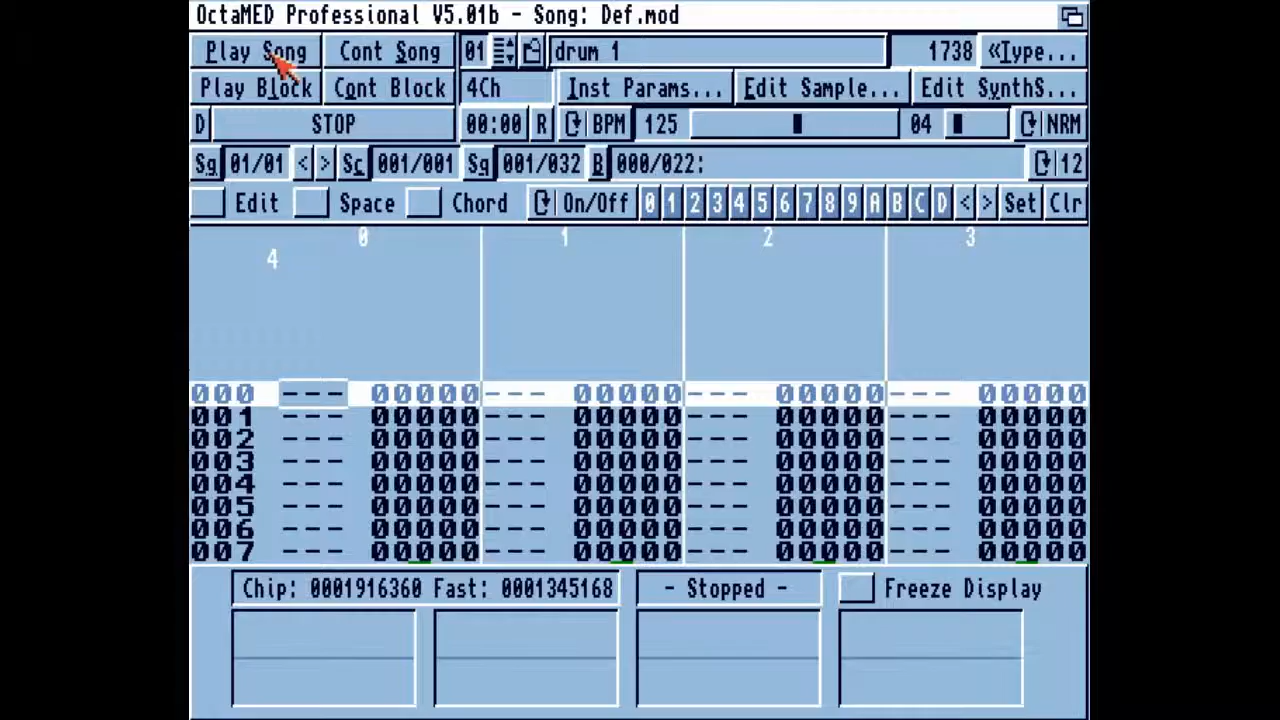 OctaMED Professional V5.01b - Song: Def.mod
Play Song Cont Song 01 drum 1 1738 «Type...
Play Block Cont Block 4Ch Inst Params... Edit Sample... Edit SynthS...
D STOP 00:00 R BPM 125 04 NRM
Sg 01/01 < > Sc 001/001 Sq 001/032 B 000/022: 12
Edit Space Chord On/Off 0 1 2 3 4 5 6 7 8 9 A B C D < > Set Clr
0 1 2 3
4
000 --- 00000 --- 00000 --- 00000 --- 00000
001 --- 00000 --- 00000 --- 00000 --- 00000
002 --- 00000 --- 00000 --- 00000 --- 00000
003 --- 00000 --- 00000 --- 00000 --- 00000
004 --- 00000 --- 00000 --- 00000 --- 00000
005 --- 00000 --- 00000 --- 00000 --- 00000
006 --- 00000 --- 00000 --- 00000 --- 00000
007 --- 00000 --- 00000 --- 00000 --- 00000
Chip: 0001916360 Fast: 0001345168 - Stopped - Freeze Display